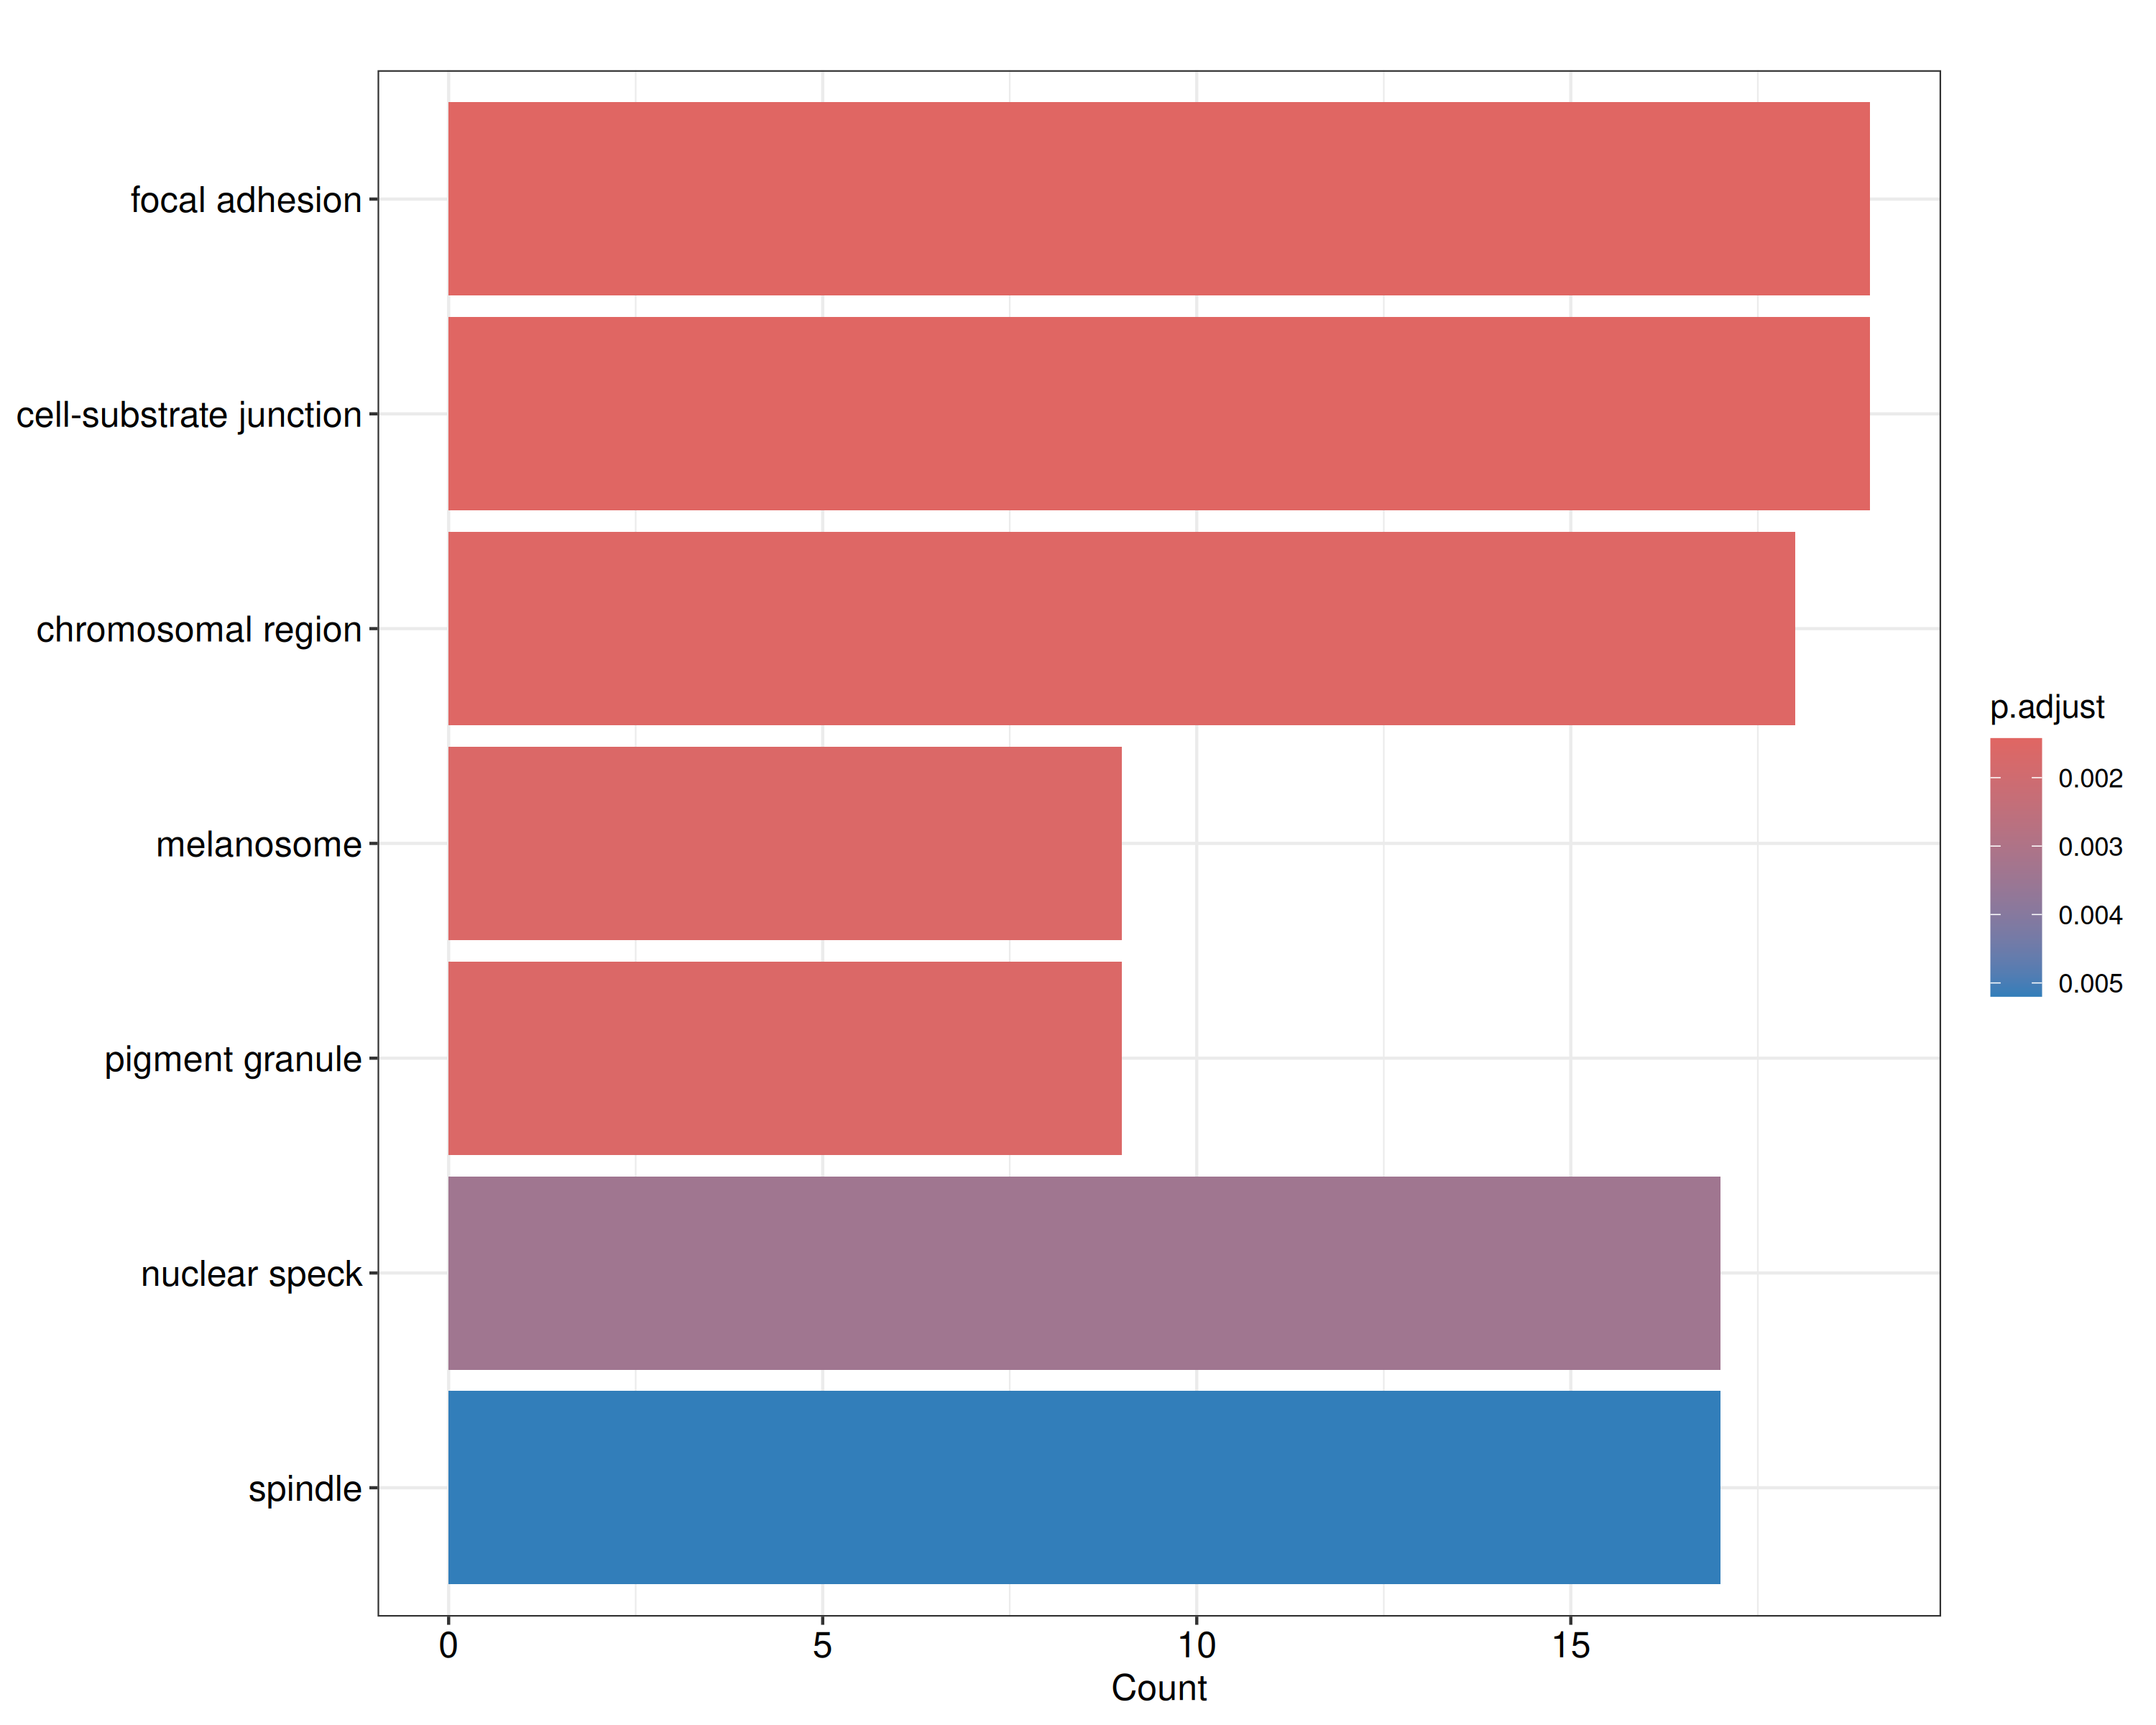 focal adhesion
cell-substrate junction
chromosomal region
melanosome
pigment granule
nuclear speck
spindle
0 5 10 15
Count
p.adjust
0.002
0.003
0.004
0.005